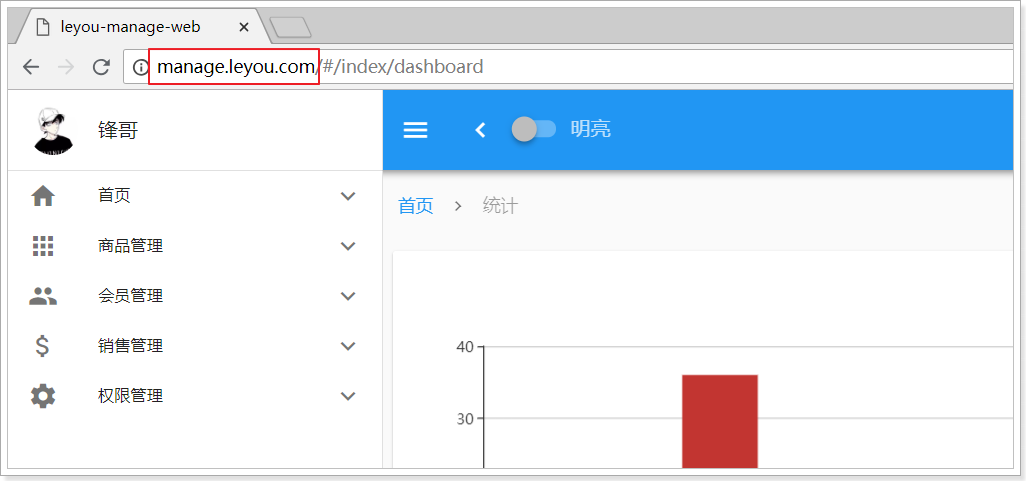 leyou-manage-web
manage.leyou.com/#/index/dashboard
锋哥
明亮
首页
商品管理
会员管理
销售管理
权限管理
首页 > 统计
40
30